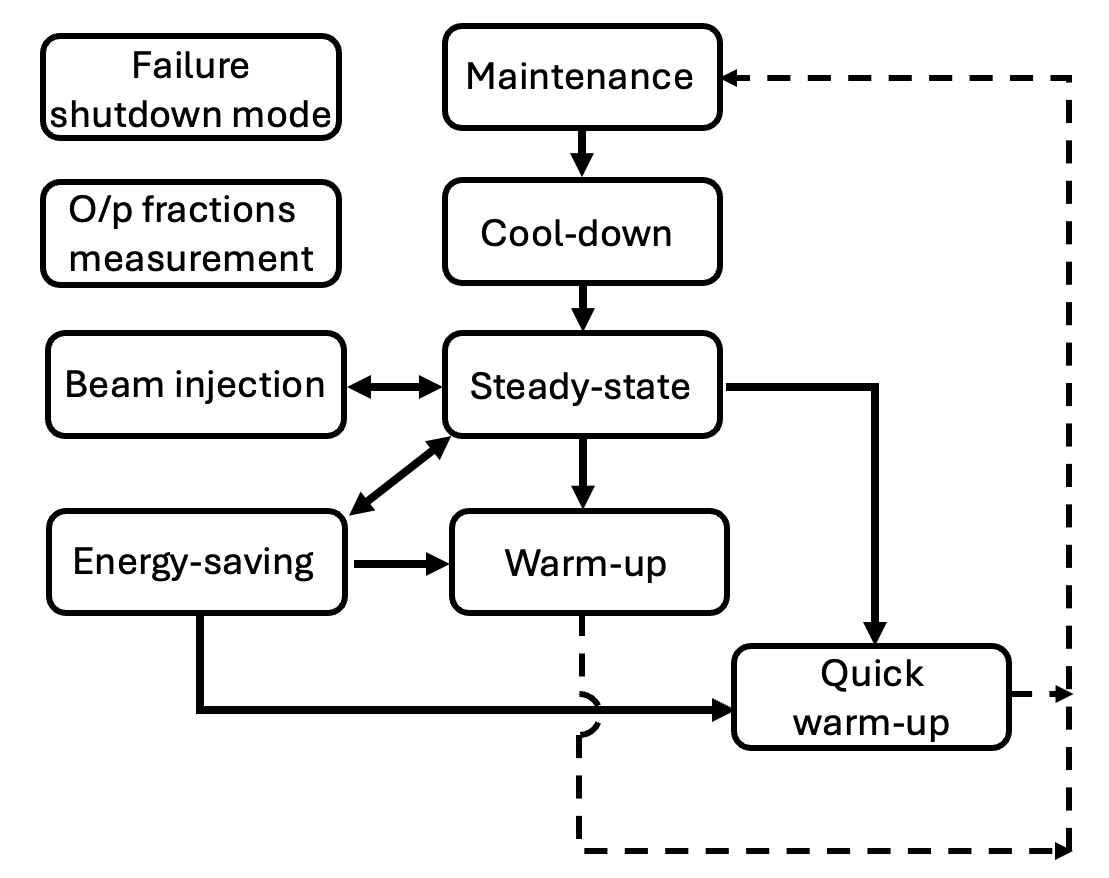 Failure
shutdown mode
Maintenance
O/p fractions
measurement
Cool-down
Beam injection
Steady-state
Energy-saving
Warm-up
Quick
warm-up